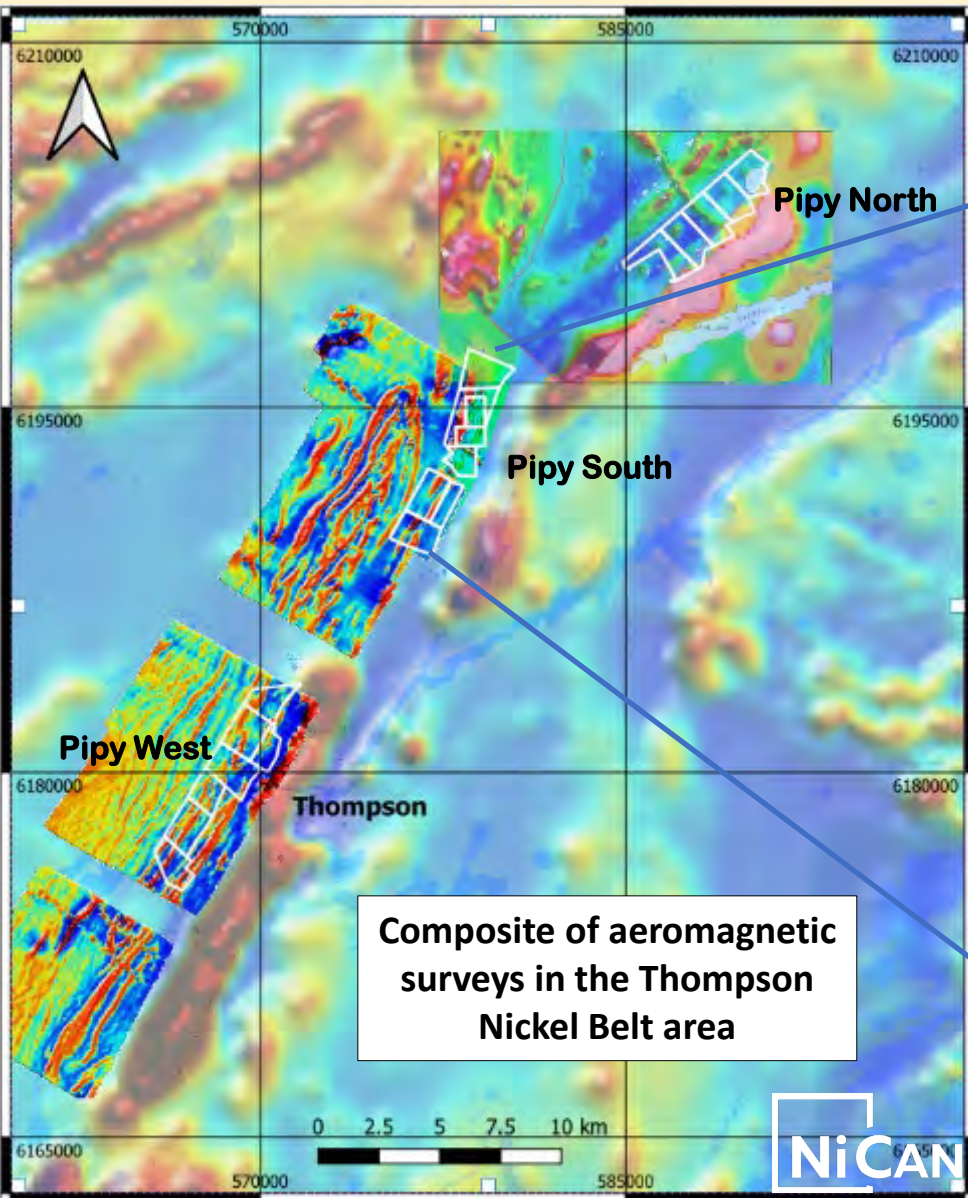 570000
585000
6210000
6210000
Pipy North
6195000
6195000
Pipy South
Pipy West
6180000
6180000
Thompson
Composite of aeromagnetic
surveys in the Thompson
Nickel Belt area
0 2.5 5 7.5 10 km
6165000
NiCAN
570000
585000